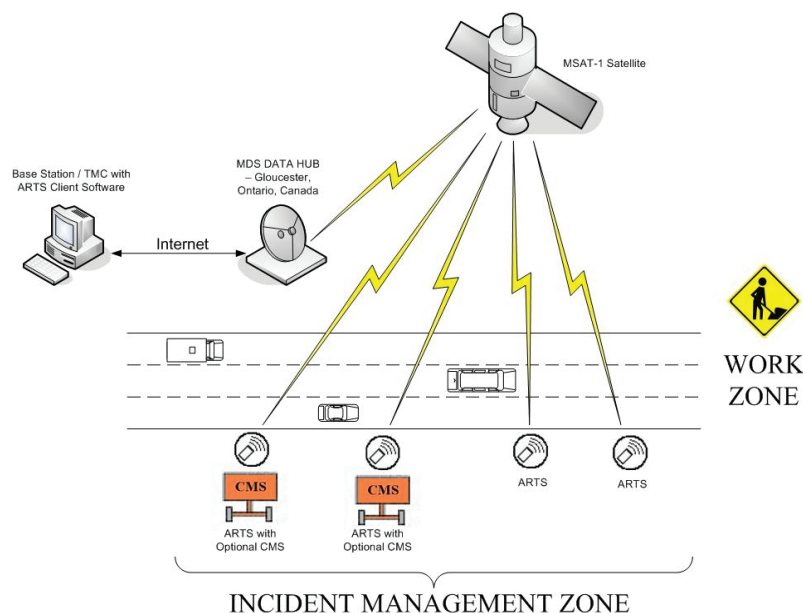 MSAT-1 Satellite
MDS DATA HUB
– Gloucester,
Ontario, Canada
Base Station / TMC with
ARTS Client Software
Internet
WORK
ZONE
CMS
CMS
ARTS
ARTS
ARTS with
Optional CMS
ARTS with
Optional CMS
INCIDENT MANAGEMENT ZONE